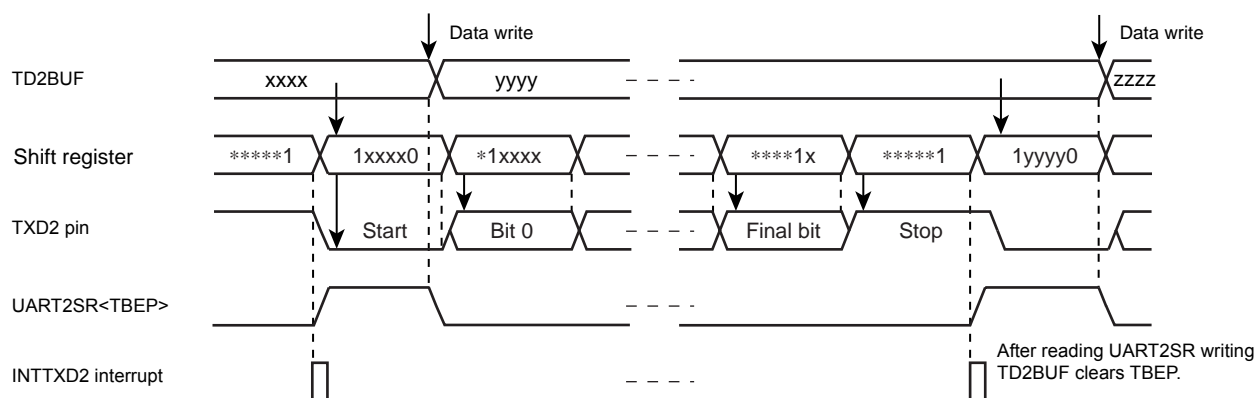 Data write Data write
TD2BUF xxxx yyyy zzzz
Shift register *****1 1xxxx0 *1xxxx ****1x *****1 1yyyy0
TXD2 pin Start Bit 0 Final bit Stop
UART2SR<TBEP>
After reading UART2SR writing
INTTXD2 interrupt TD2BUF clears TBEP.